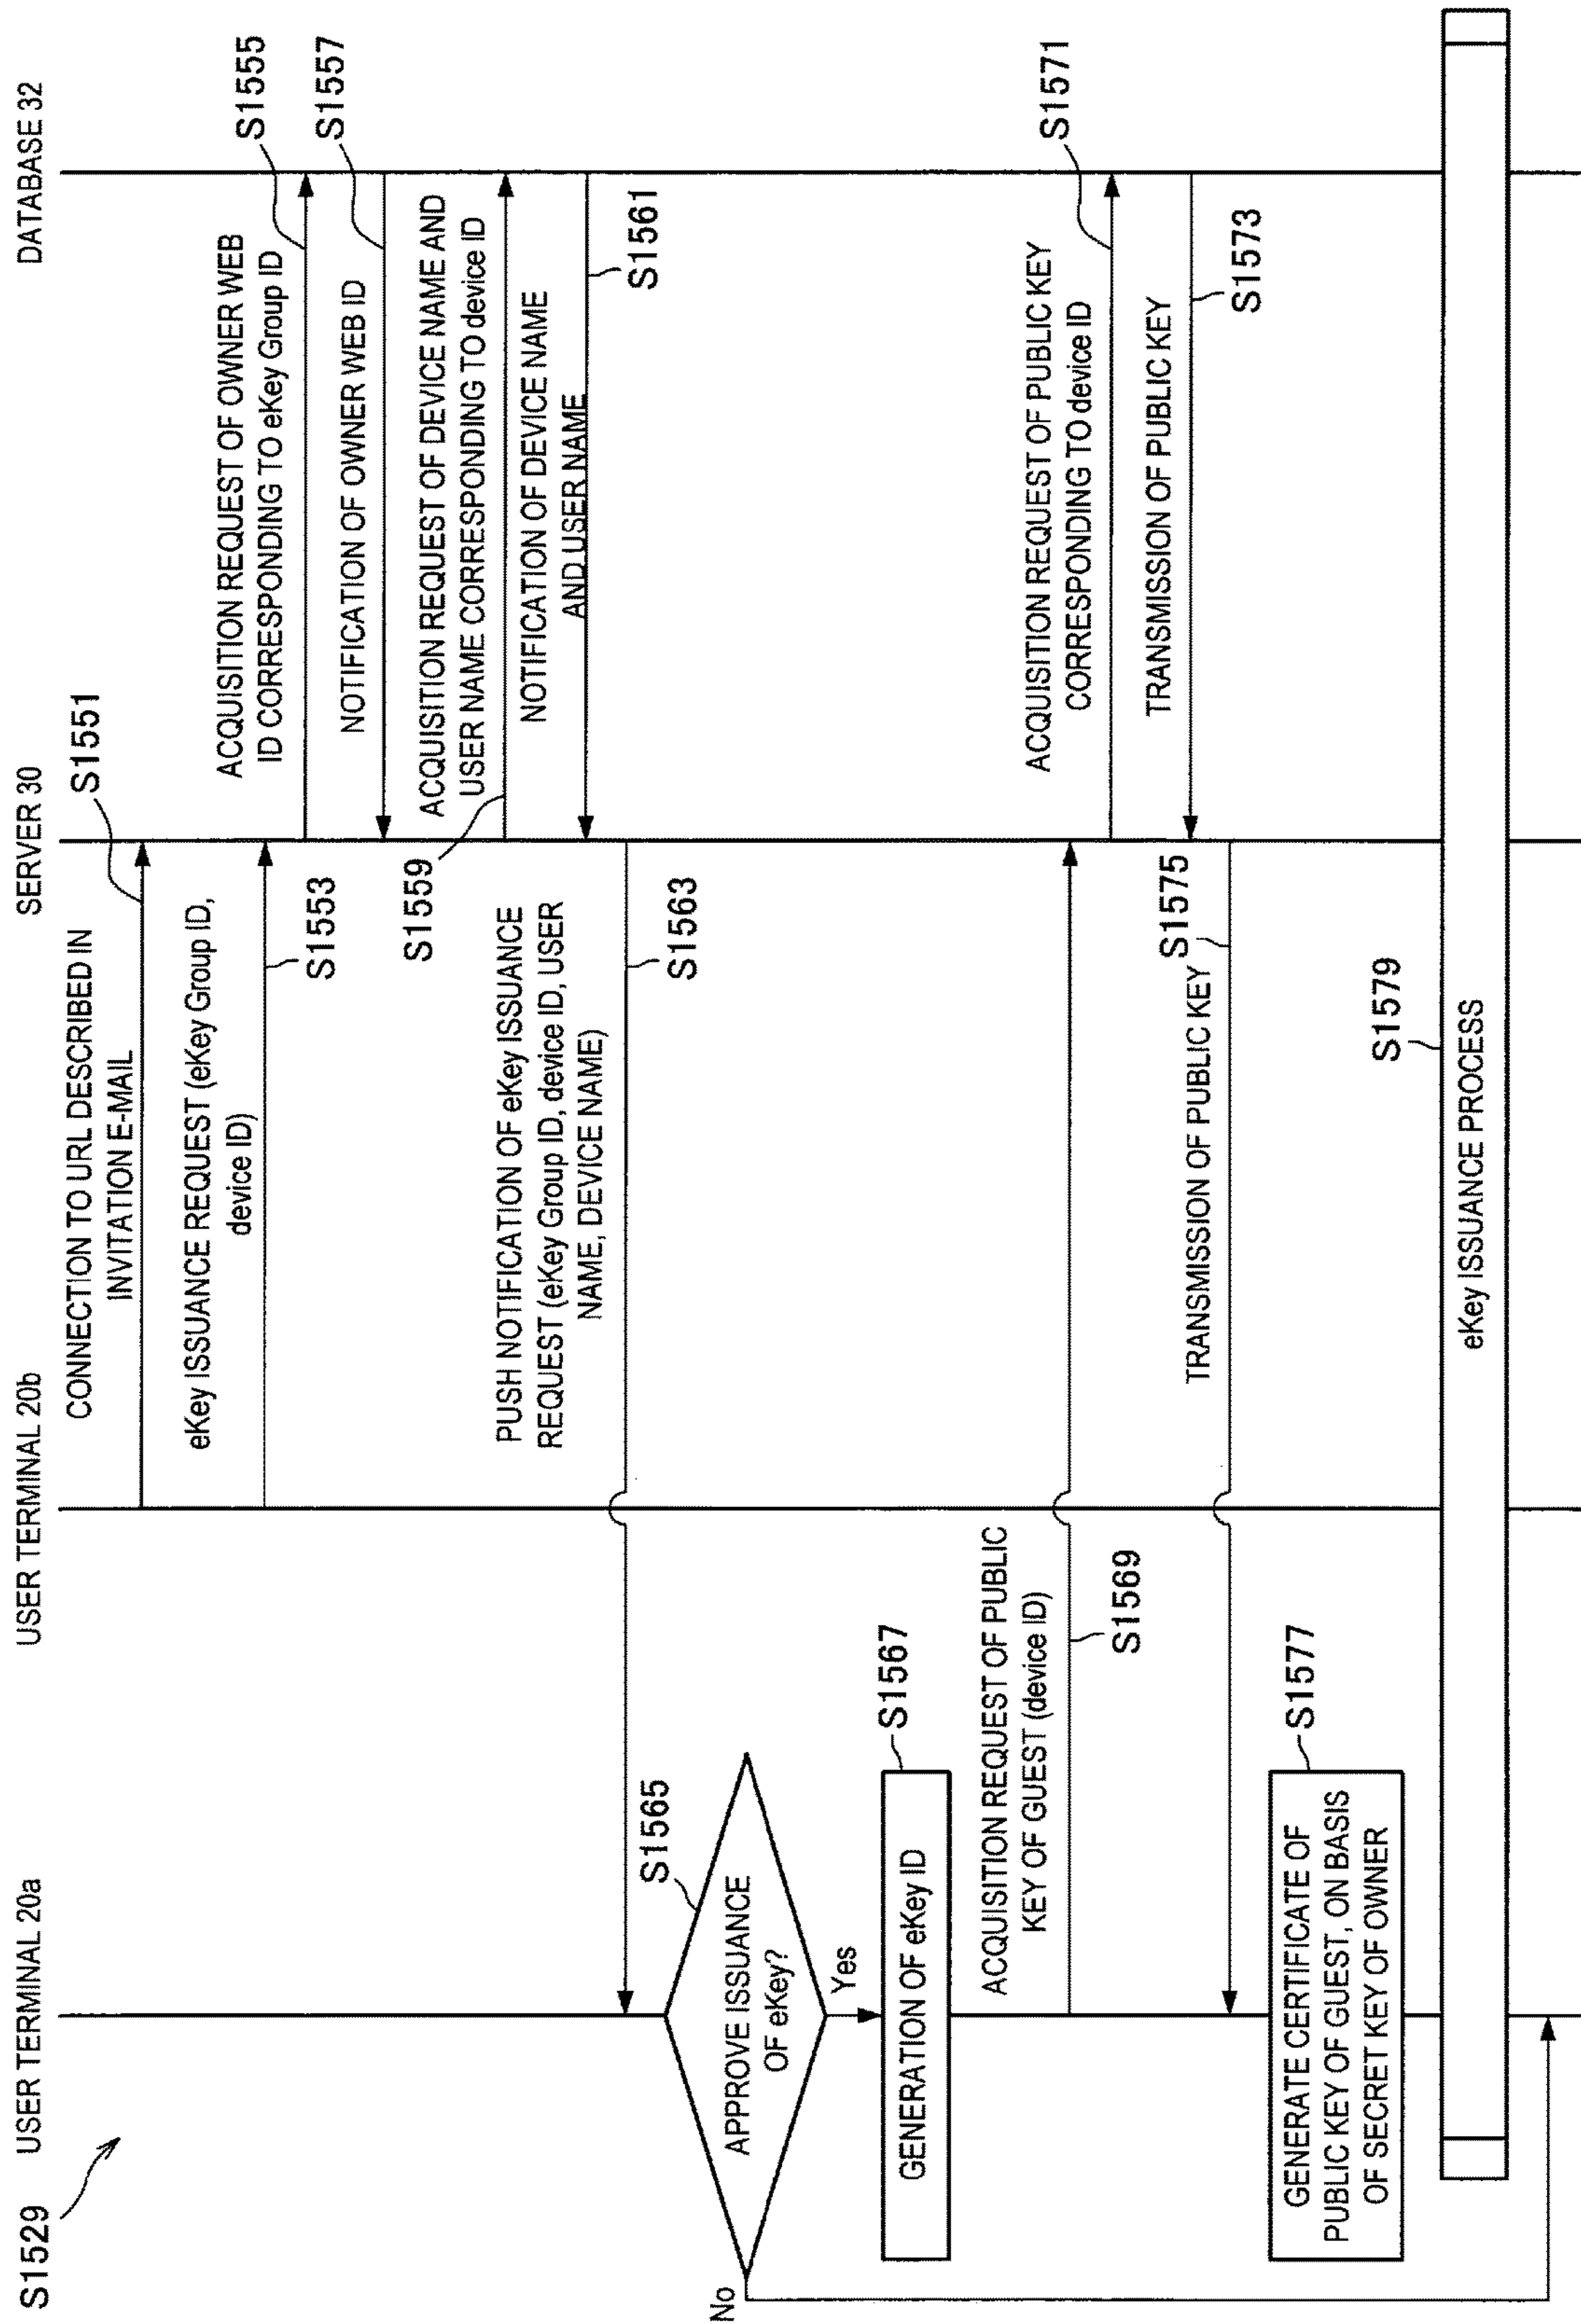 S1529
USER TERMINAL 20a
USER TERMINAL 20b
SERVER 30
DATABASE 32
CONNECTION TO URL DESCRIBED IN
INVITATION E-MAIL
S1551
eKey ISSUANCE REQUEST (eKey Group ID,
device ID)
S1553
ACQUISITION REQUEST OF OWNER WEB
ID CORRESPONDING TO eKey Group ID
S1555
NOTIFICATION OF OWNER WEB ID
S1557
ACQUISITION REQUEST OF DEVICE NAME AND
USER NAME CORRESPONDING TO device ID
S1559
NOTIFICATION OF DEVICE NAME
AND USER NAME
S1561
PUSH NOTIFICATION OF eKey ISSUANCE
REQUEST (eKey Group ID, device ID, USER
NAME, DEVICE NAME)
S1563
APPROVE ISSUANCE
OF eKey?
S1565
No
Yes
GENERATION OF eKey ID
S1567
ACQUISITION REQUEST OF PUBLIC
KEY OF GUEST (device ID)
S1569
ACQUISITION REQUEST OF PUBLIC KEY
CORRESPONDING TO device ID
S1571
TRANSMISSION OF PUBLIC KEY
S1573
TRANSMISSION OF PUBLIC KEY
S1575
GENERATE CERTIFICATE OF
PUBLIC KEY OF GUEST, ON BASIS
OF SECRET KEY OF OWNER
S1577
S1579
eKey ISSUANCE PROCESS